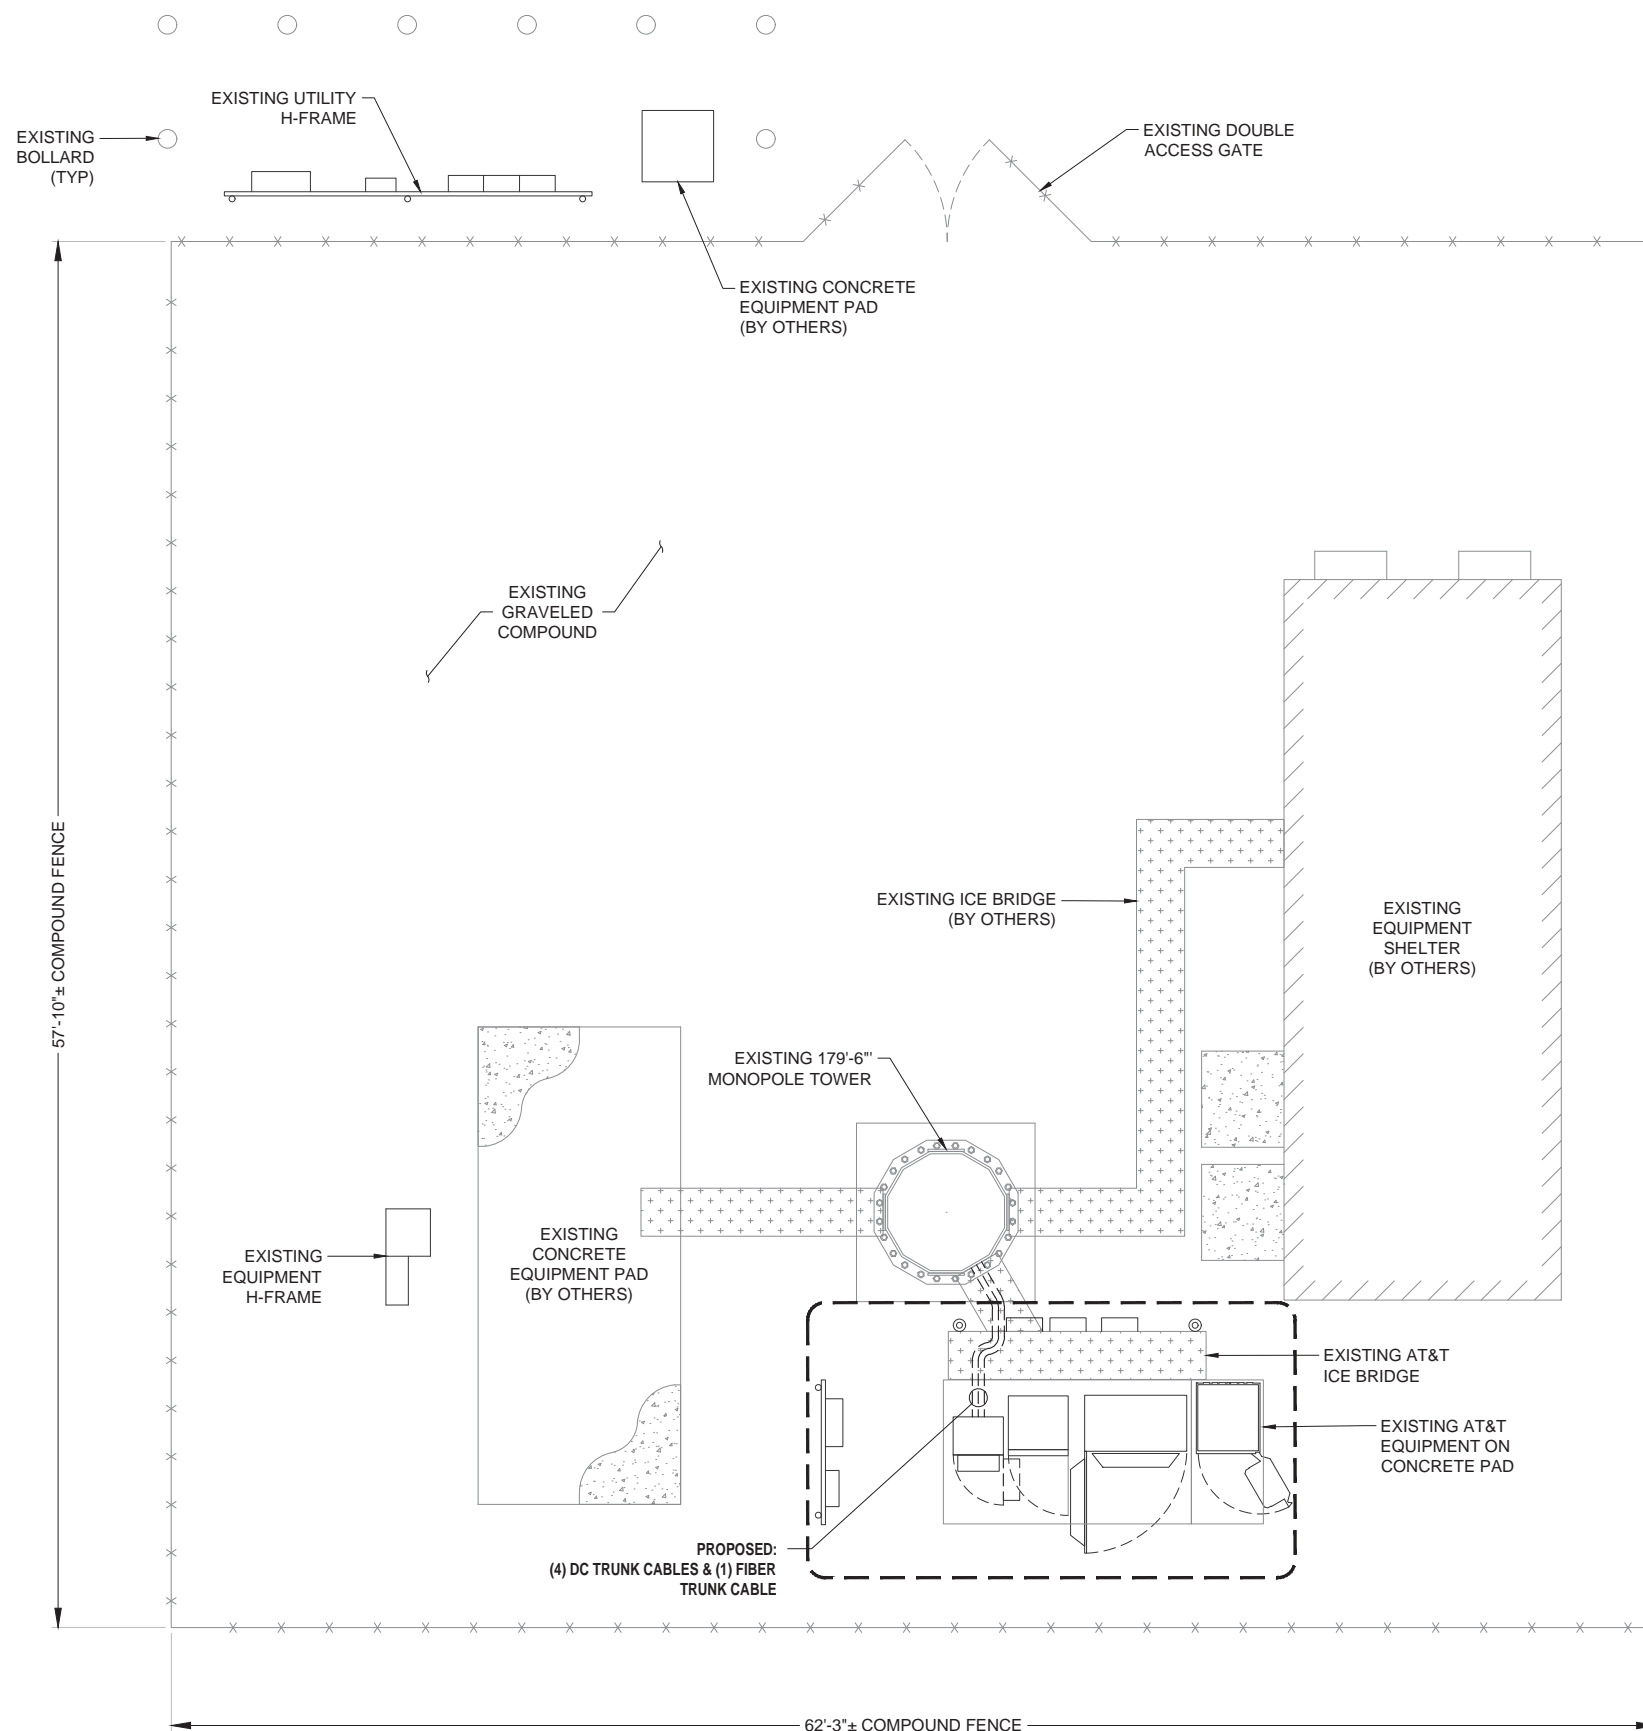 EXISTING UTILITY
H-FRAME
EXISTING
BOLLARD
(TYP)
EXISTING DOUBLE
ACCESS GATE
EXISTING CONCRETE
EQUIPMENT PAD
(BY OTHERS)
EXISTING
GRAVELED
COMPOUND
57'-10"± COMPOUND FENCE
EXISTING ICE BRIDGE
(BY OTHERS)
EXISTING
EQUIPMENT
SHELTER
(BY OTHERS)
EXISTING 179'-6"'
MONOPOLE TOWER
EXISTING
EQUIPMENT
H-FRAME
EXISTING
CONCRETE
EQUIPMENT PAD
(BY OTHERS)
EXISTING AT&T
ICE BRIDGE
EXISTING AT&T
EQUIPMENT ON
CONCRETE PAD
PROPOSED:
(4) DC TRUNK CABLES & (1) FIBER
TRUNK CABLE
62'-3"± COMPOUND FENCE